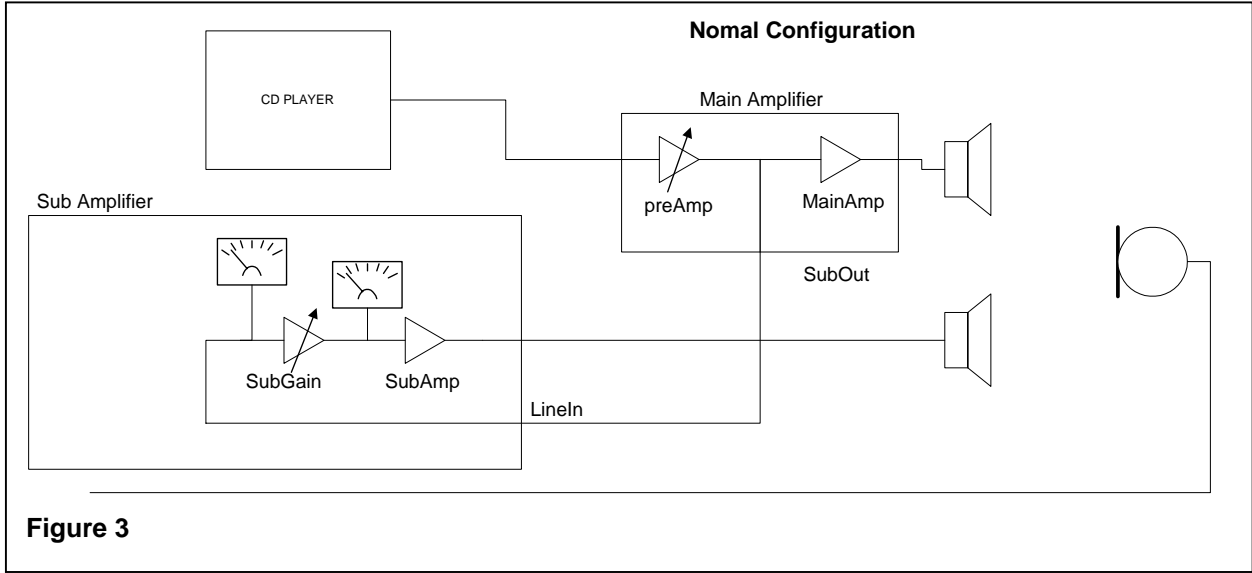 Nomal Configuration
CD PLAYER
Main Amplifier
preAmp
MainAmp
SubOut
Sub Amplifier
SubGain
SubAmp
LineIn
Figure 3